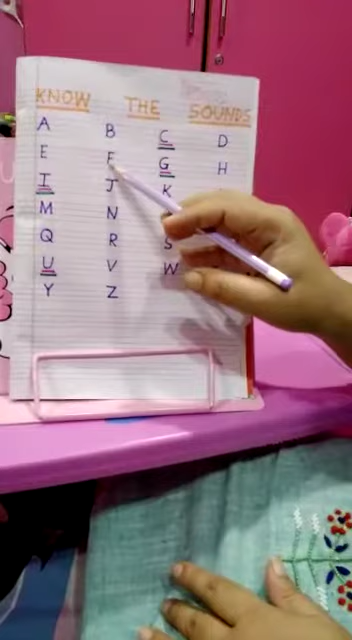 KNOW THE SOUNDS
A B C D
E F G H
I J K
M N
Q R S
U V W
Y Z